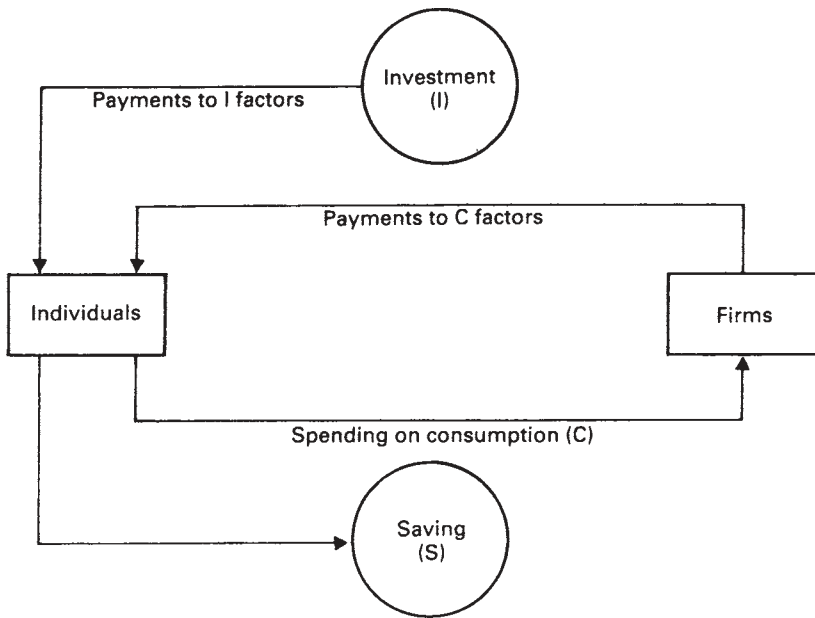 Investment
(I)
Payments to I factors
Payments to C factors
Individuals
Firms
Spending on consumption (C)
Saving
(S)